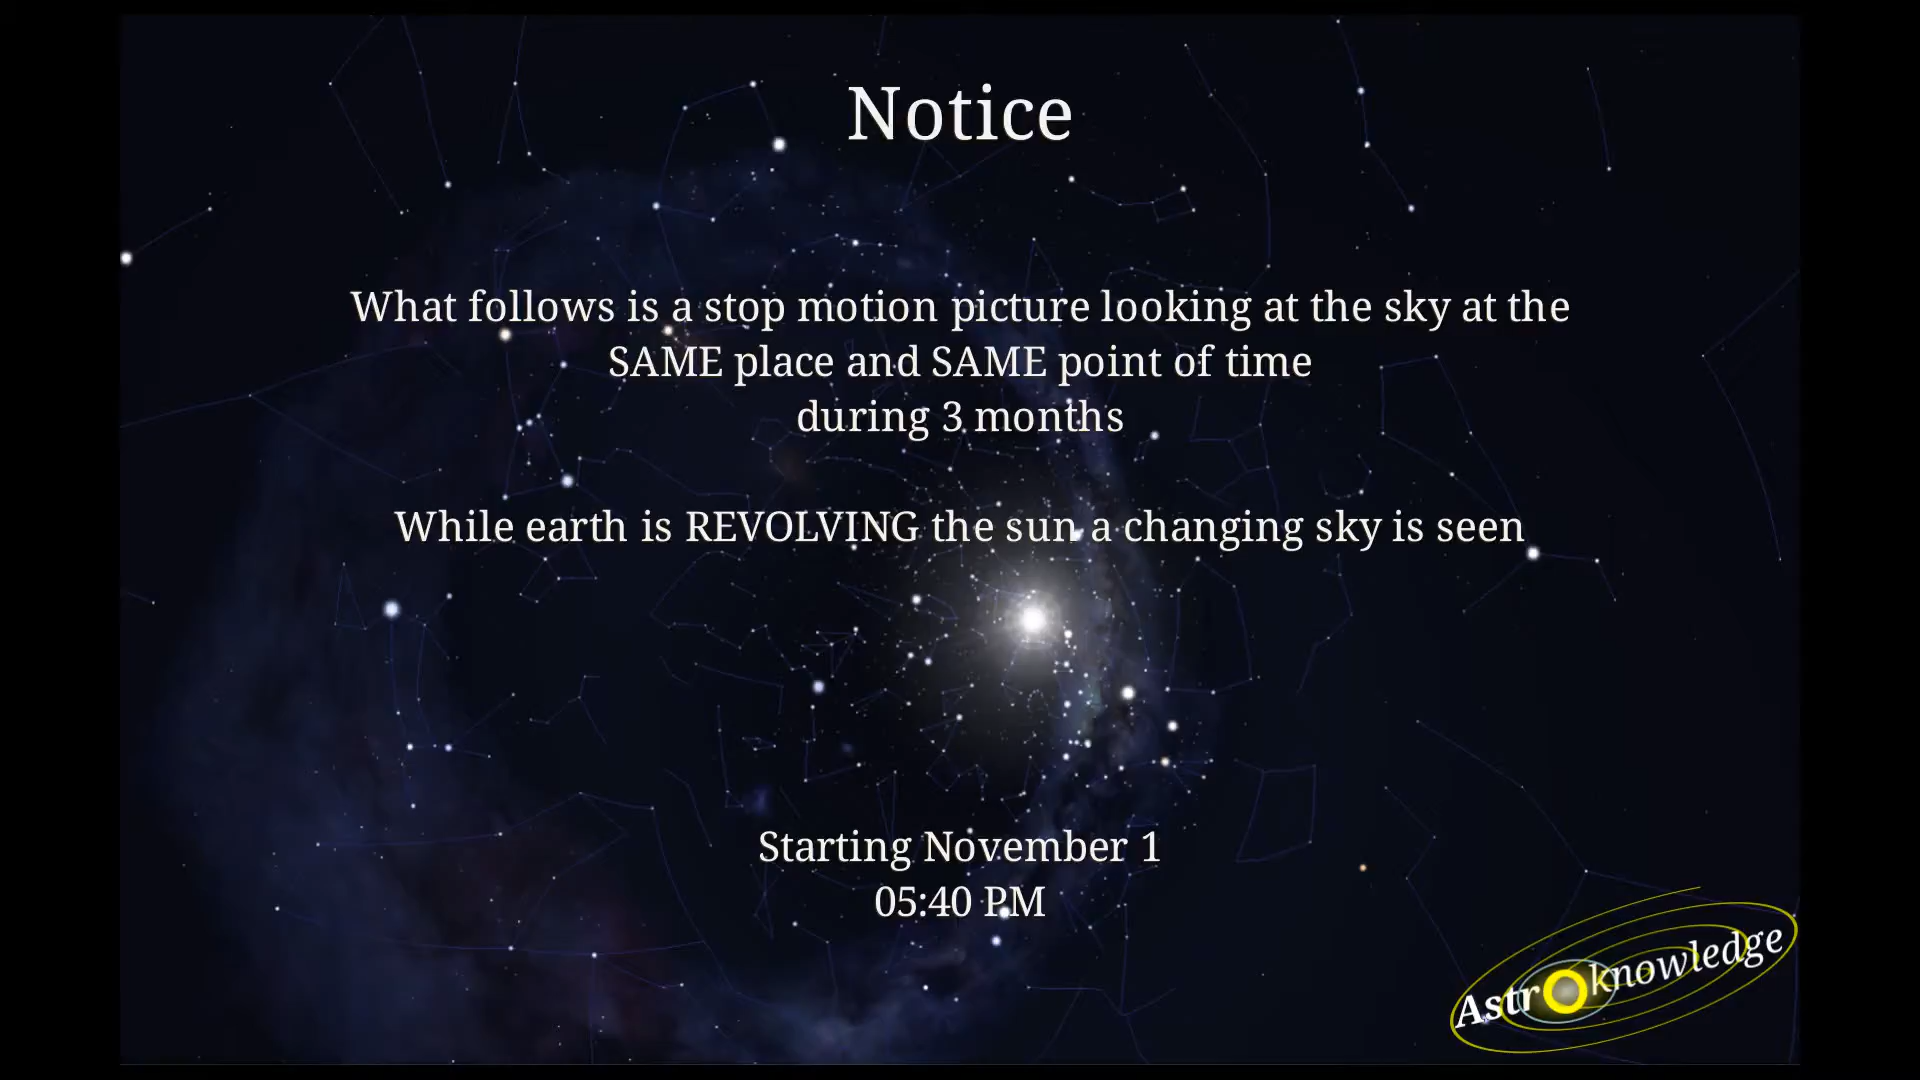 Notice
What follows is a stop motion picture looking at the sky at the
SAME place and SAME point of time
during 3 months
While earth is REVOLVING the sun a changing sky is seen
Starting November 1
05:40 PM
Astroknowledge